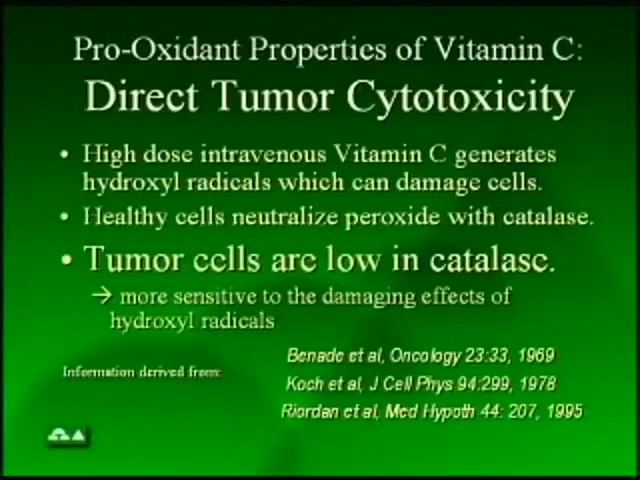 Pro-Oxidant Properties of Vitamin C:
Direct Tumor Cytotoxicity
• High dose intravenous Vitamin C generates
hydroxyl radicals which can damage cells.
• Healthy cells neutralize peroxide with catalase.
• Tumor cells are low in catalase.
→ more sensitive to the damaging effects of
hydroxyl radicals
Information derived from:
Benade et al, Oncology 23:33, 1969
Koch et al, J Cell Phys 94:299, 1978
Riordan et al, Med Hypoth 44: 207, 1995